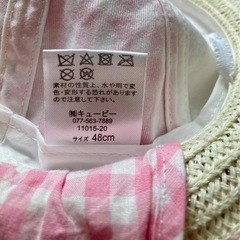 素材の性質上、水や雨で変
色・変形する恐れがありますので
注意して下さい。
㈱キューピー
077-563-7889
11015-20
サイズ 48cm